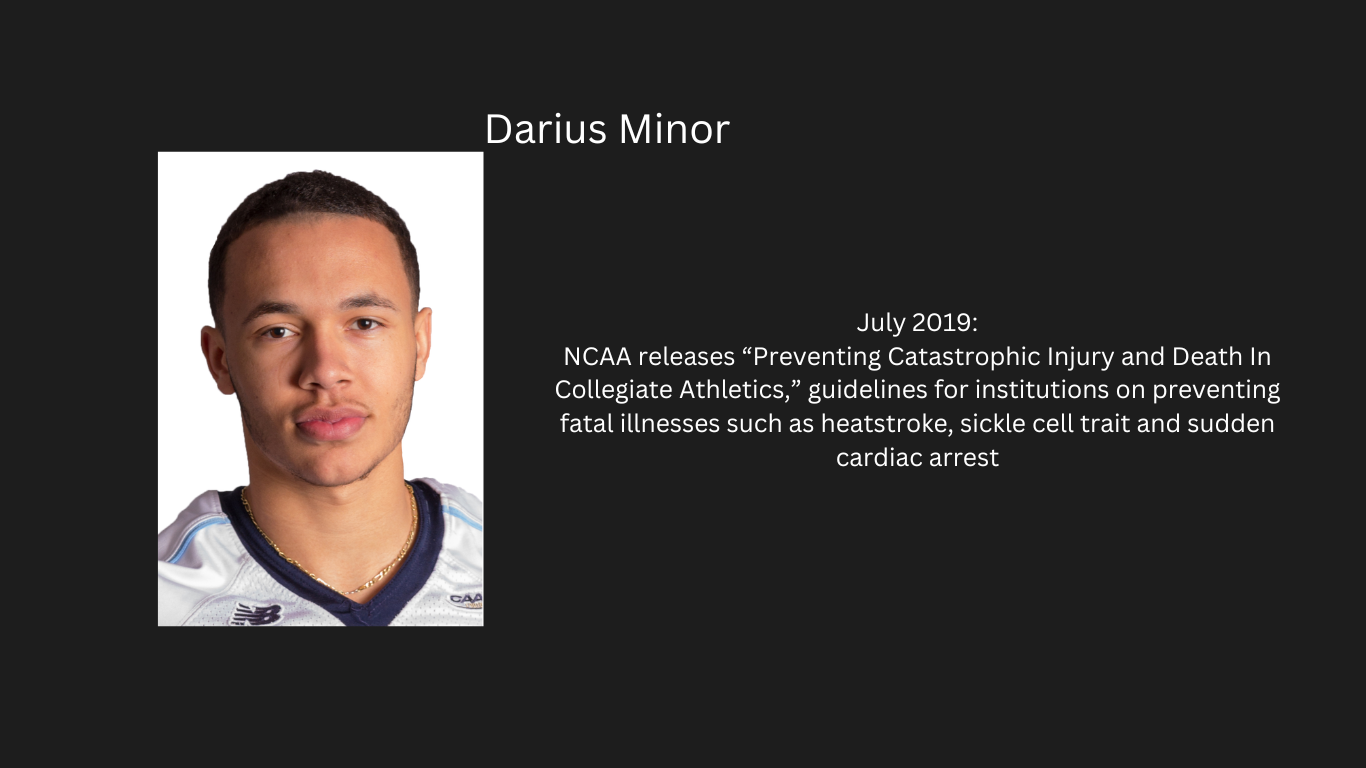 Darius Minor
July 2019:
NCAA releases “Preventing Catastrophic Injury and Death In
Collegiate Athletics,” guidelines for institutions on preventing
fatal illnesses such as heatstroke, sickle cell trait and sudden
cardiac arrest
NB
CAA